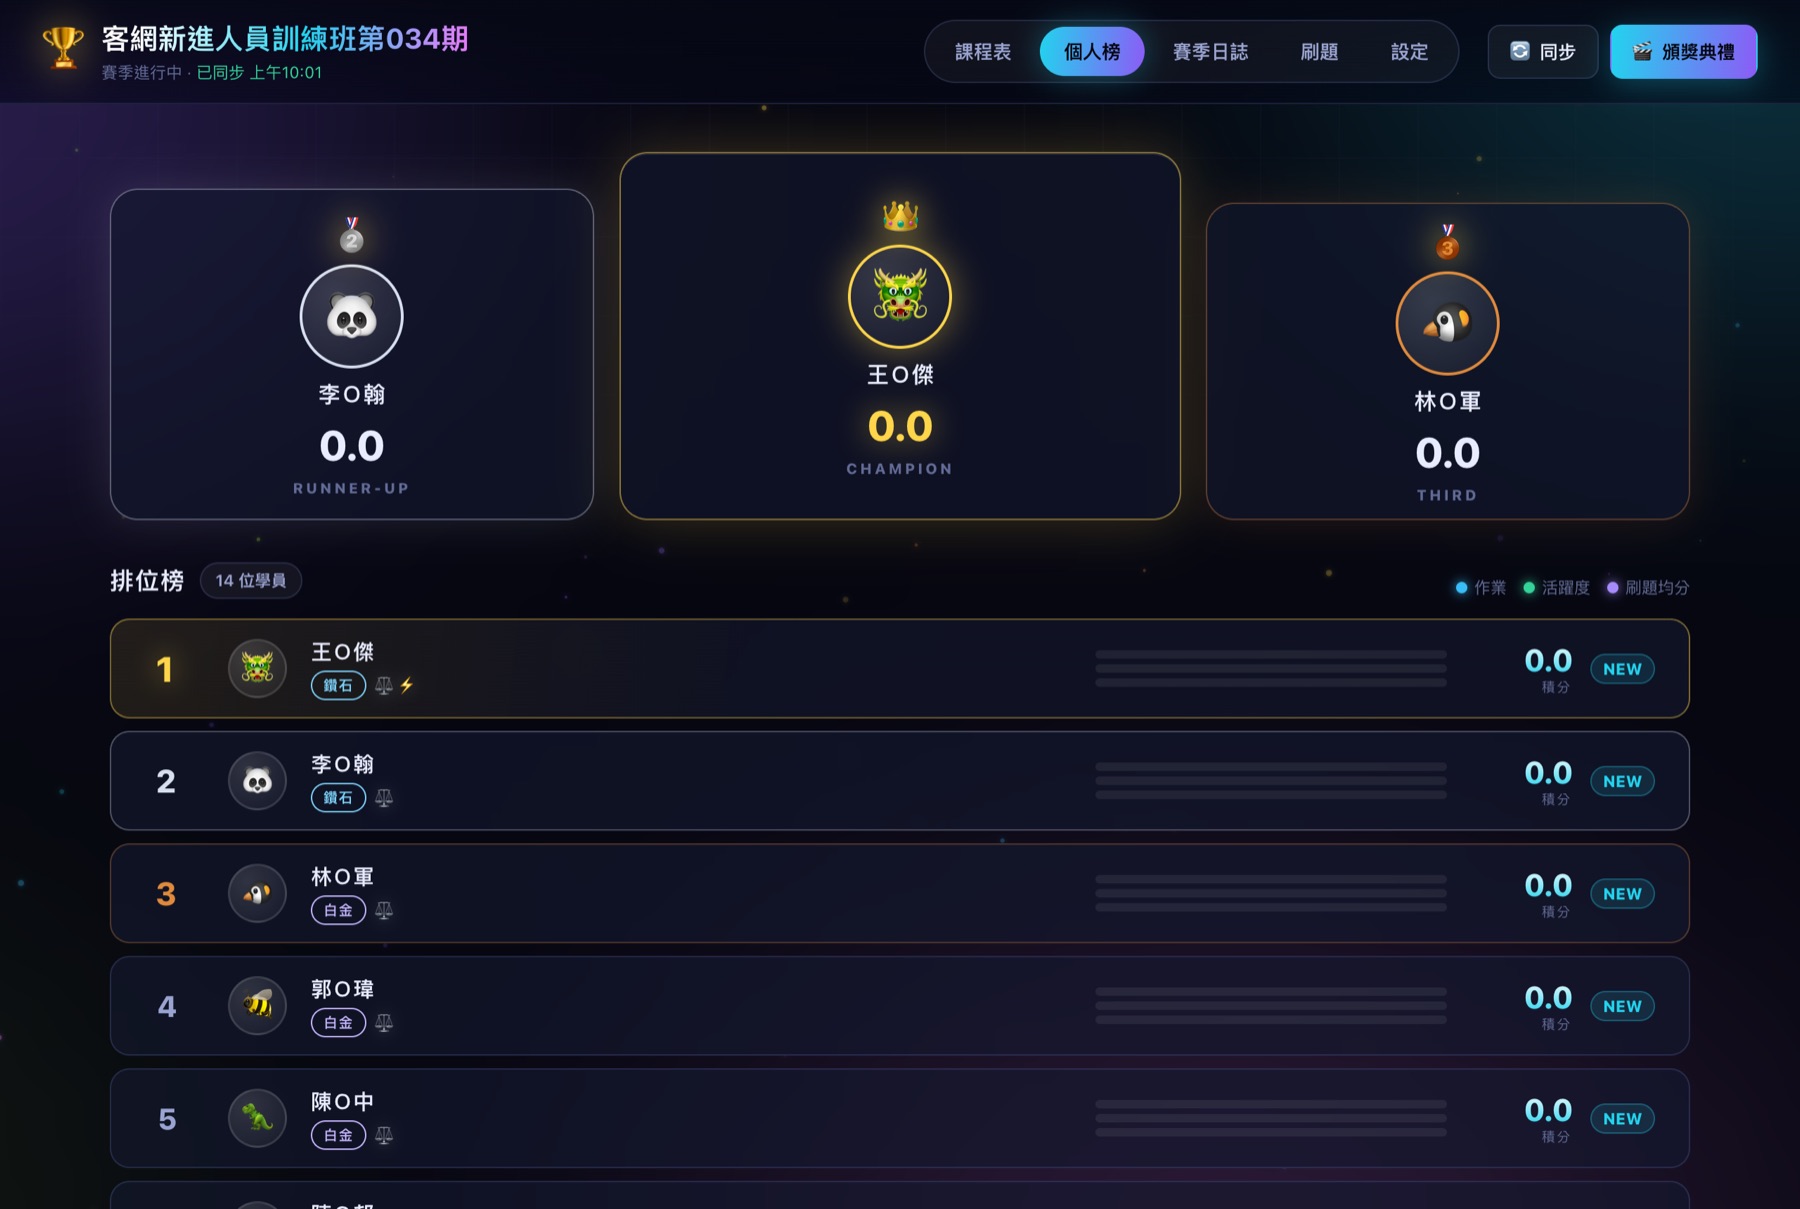 客網新進人員訓練班第034期
賽季進行中 · 已同步 上午10:01
課程表 個人榜 賽季日誌 刷題 設定
同步
頒獎典禮
2
李O翰
0.0
RUNNER-UP
王O傑
0.0
CHAMPION
3
林O軍
0.0
THIRD
排位榜 14 位學員
作業 活躍度 刷題均分
1 王O傑 鑽石 0.0 積分 NEW
2 李O翰 鑽石 0.0 積分 NEW
3 林O軍 白金 0.0 積分 NEW
4 郭O瑋 白金 0.0 積分 NEW
5 陳O中 白金 0.0 積分 NEW